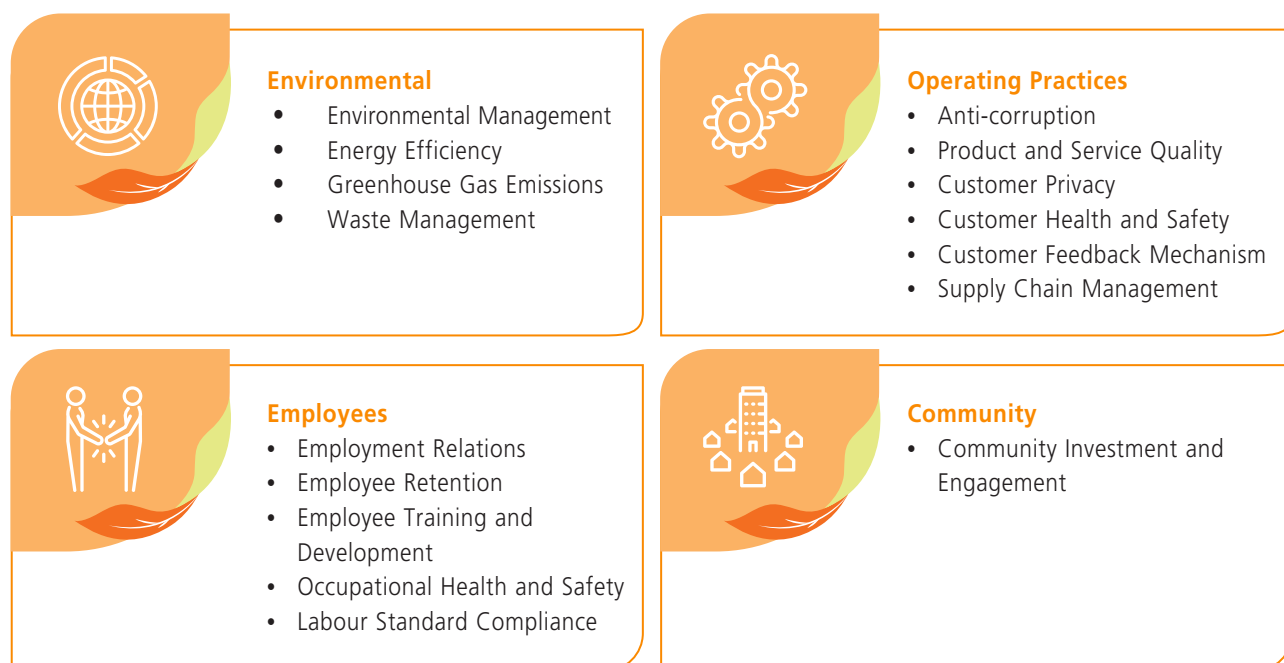 Environmental
• Environmental Management
• Energy Efficiency
• Greenhouse Gas Emissions
• Waste Management
Operating Practices
• Anti-corruption
• Product and Service Quality
• Customer Privacy
• Customer Health and Safety
• Customer Feedback Mechanism
• Supply Chain Management
Employees
• Employment Relations
• Employee Retention
• Employee Training and
Development
• Occupational Health and Safety
• Labour Standard Compliance
Community
• Community Investment and
Engagement